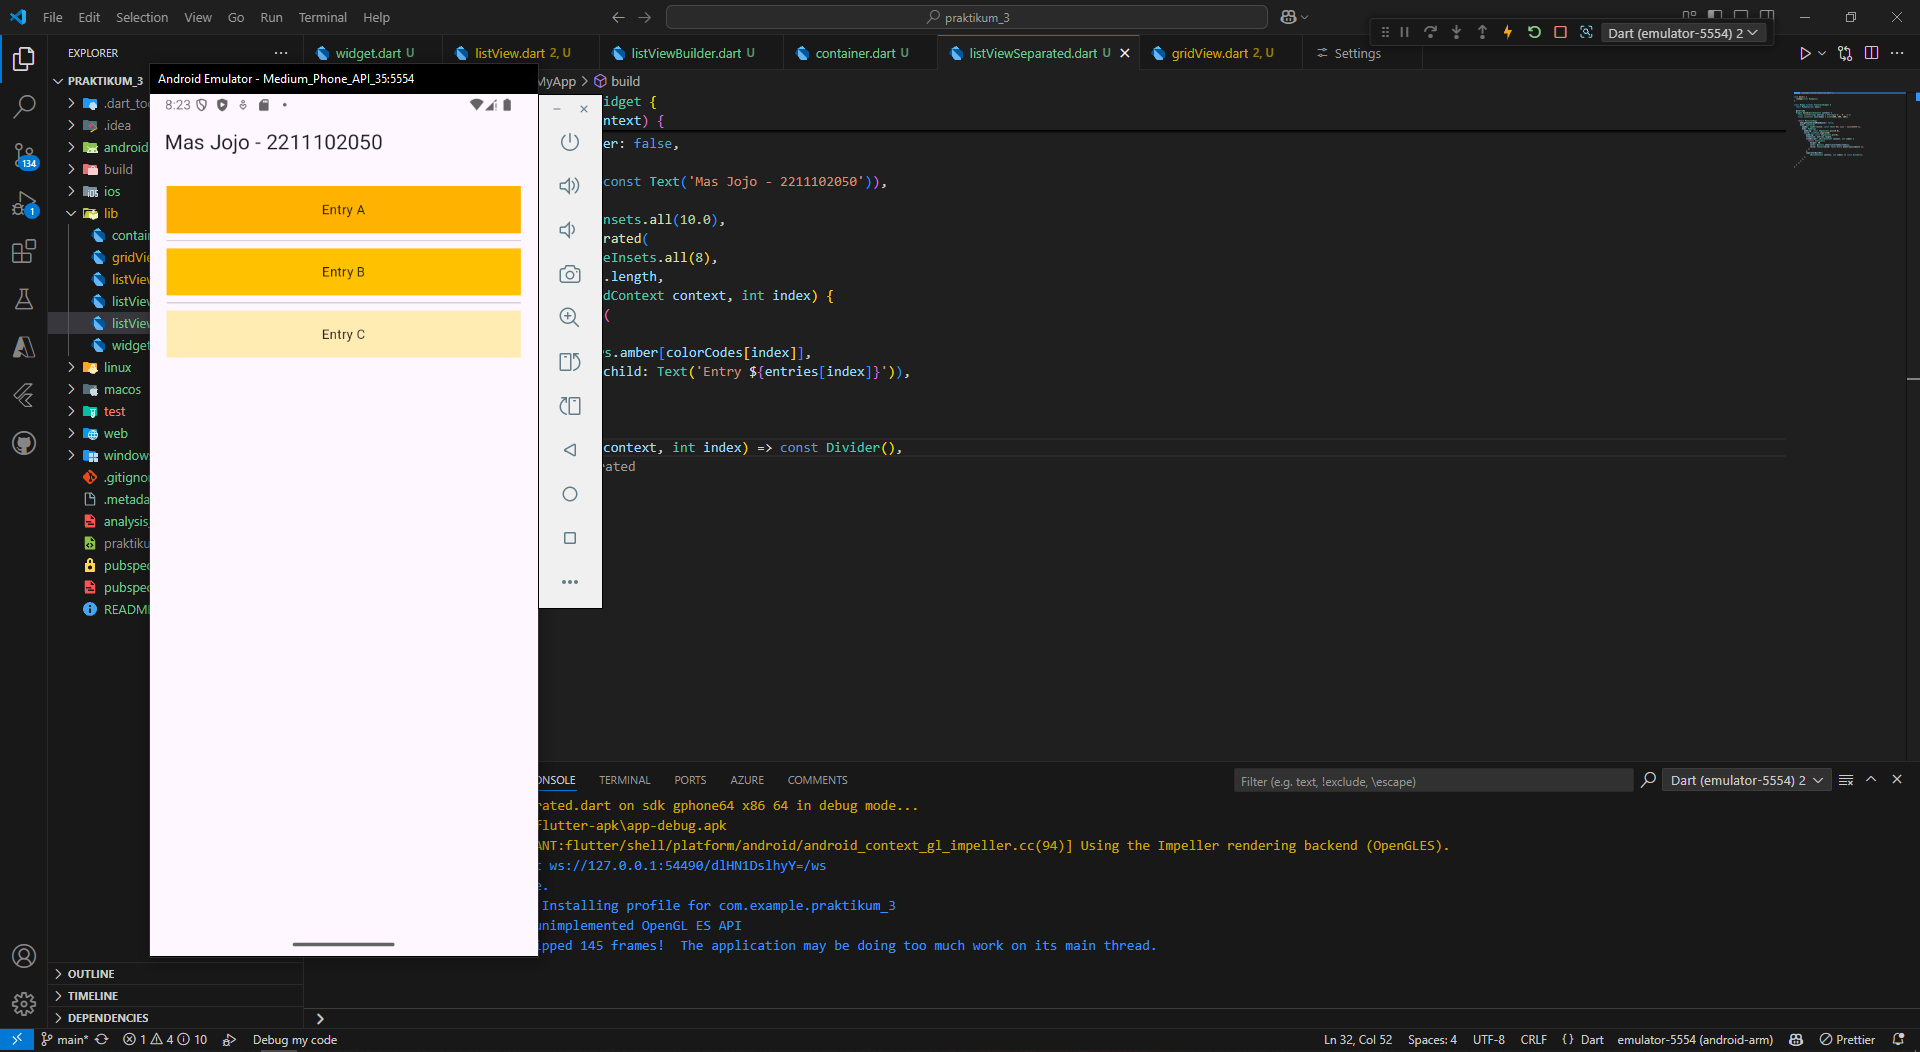 File Edit Selection View Go Run Terminal Help
praktikum_3
Dart (emulator-5554) 2
EXPLORER
widget.dart U
listView.dart 2, U
listViewBuilder.dart U
container.dart U
listViewSeparated.dart U
gridView.dart 2, U
Settings
PRAKTIKUM_3
.dart_to
.idea
android
build
ios
lib
contai
gridVie
listViev
listViev
listViev
widget
linux
macos
test
web
window
.gitigno
.metada
analysis_
praktiku
pubspec
pubspec
README
134
1
OUTLINE
TIMELINE
DEPENDENCIES
Android Emulator - Medium_Phone_API_35:5554
8:23
Mas Jojo - 2211102050
Entry A
Entry B
Entry C
MyApp > build
idget {
ntext) {
er: false,
const Text('Mas Jojo - 2211102050')),
nsets.all(10.0),
rated(
eInsets.all(8),
.length,
dContext context, int index) {
(
s.amber[colorCodes[index]],
child: Text('Entry ${entries[index]}')),
context, int index) => const Divider(),
ated
ONSOLE TERMINAL PORTS AZURE COMMENTS
Filter (e.g. text, !exclude, \escape)
Dart (emulator-5554) 2
rated.dart on sdk gphone64 x86 64 in debug mode...
flutter-apk\app-debug.apk
ANT:flutter/shell/platform/android/android_context_gl_impeller.cc(94)] Using the Impeller rendering backend (OpenGLES).
t ws://127.0.0.1:54490/dlHN1DslhyY=/ws
e.
Installing profile for com.example.praktikum_3
unimplemented OpenGL ES API
ipped 145 frames!  The application may be doing too much work on its main thread.
main* 1 4 10 Debug my code
Ln 32, Col 52 Spaces: 4 UTF-8 CRLF { } Dart emulator-5554 (android-arm) Prettier